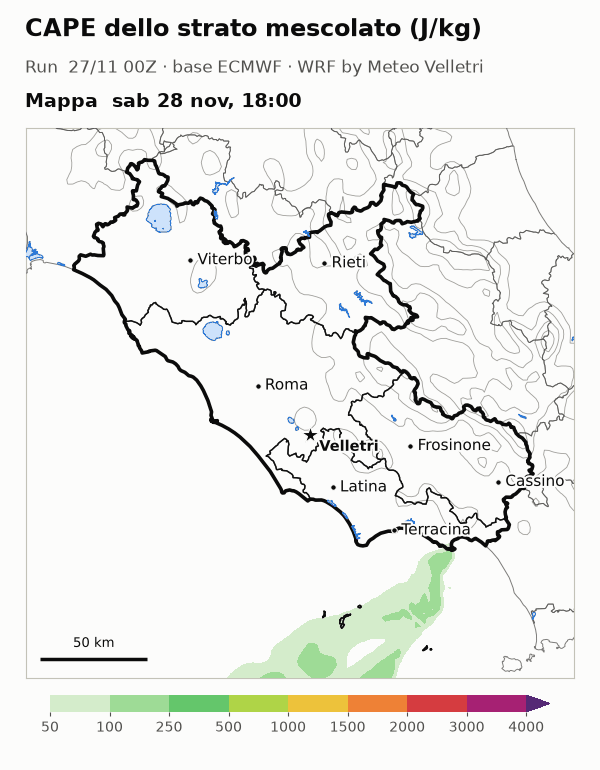 CAPE dello strato mescolato (J/kg)
Run  27/11 00Z · base ECMWF · WRF by Meteo Velletri
Mappa  sab 28 nov, 18:00
Viterbo
Rieti
Roma
Velletri
Frosinone
Cassino
Latina
Terracina
50 km
50 100 250 500 1000 1500 2000 3000 4000